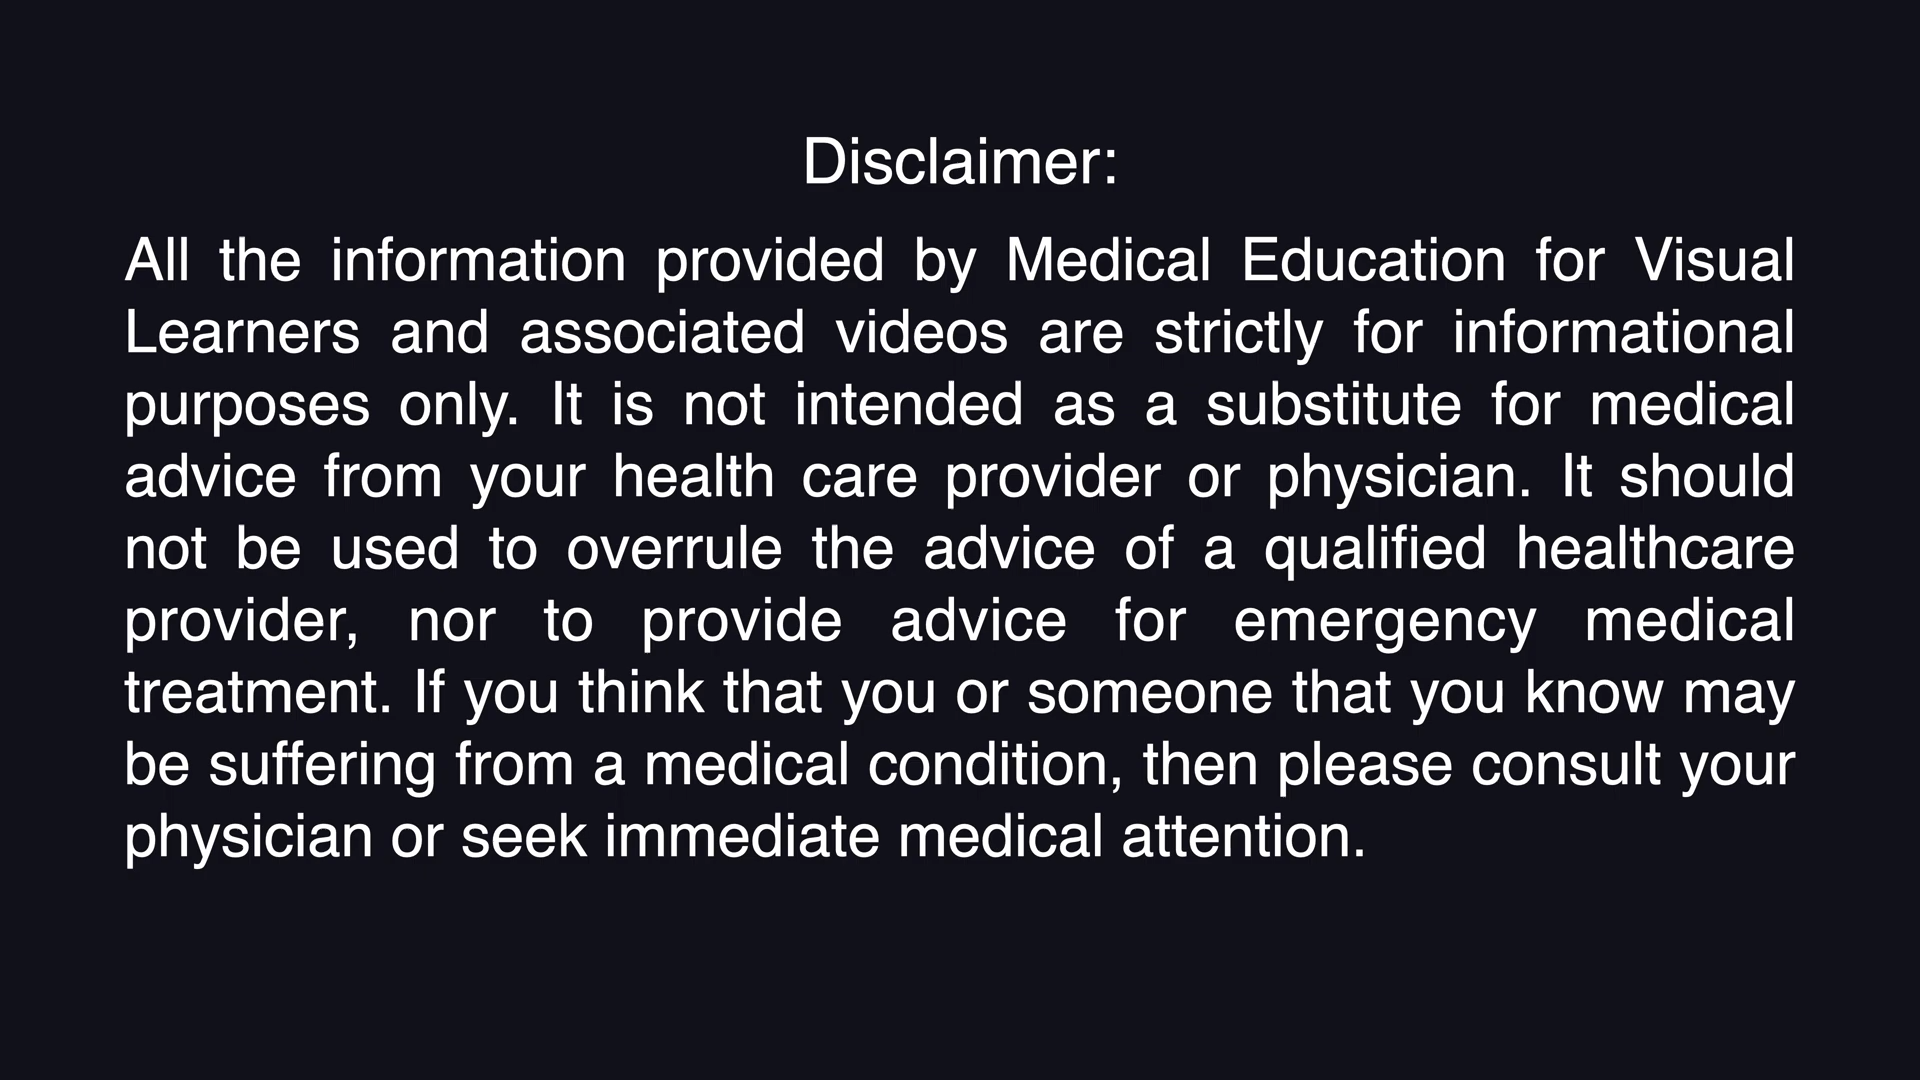 Disclaimer:
All the information provided by Medical Education for Visual
Learners and associated videos are strictly for informational
purposes only. It is not intended as a substitute for medical
advice from your health care provider or physician. It should
not be used to overrule the advice of a qualified healthcare
provider, nor to provide advice for emergency medical
treatment. If you think that you or someone that you know may
be suffering from a medical condition, then please consult your
physician or seek immediate medical attention.